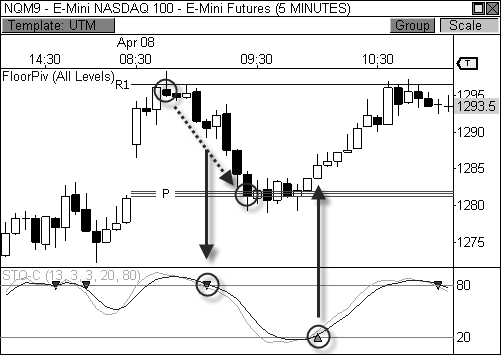 NQM9 - E-Mini NASDAQ 100 - E-Mini Futures (5 MINUTES)
Template: UTM Group Scale
Apr 08
14:30 08:30 09:30 10:30 T
FloorPiv (All Levels) R1
1295
1293.5
1290
1285
P 1280
1275
STO-C (13, 3, 3, 20, 80)
80
20